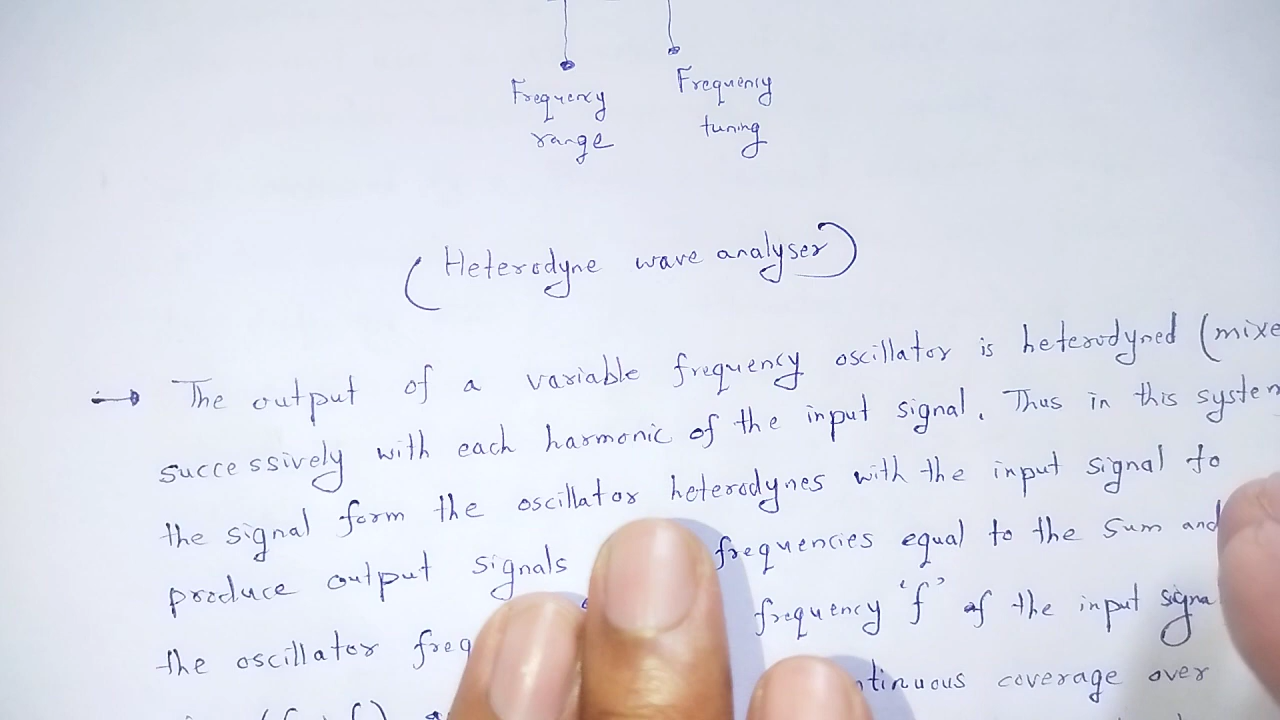 Frequency range
Frequency tuning
(Heterodyne wave analyser)
→ The output of a variable frequency oscillator is heterodyned (mixe
successively with each harmonic of the input signal. Thus in this system
the signal form the oscillator heterodynes with the input signal to
produce output signals frequencies equal to the sum and
the oscillator freq frequency 'f' of the input signa
ntinuous coverage over